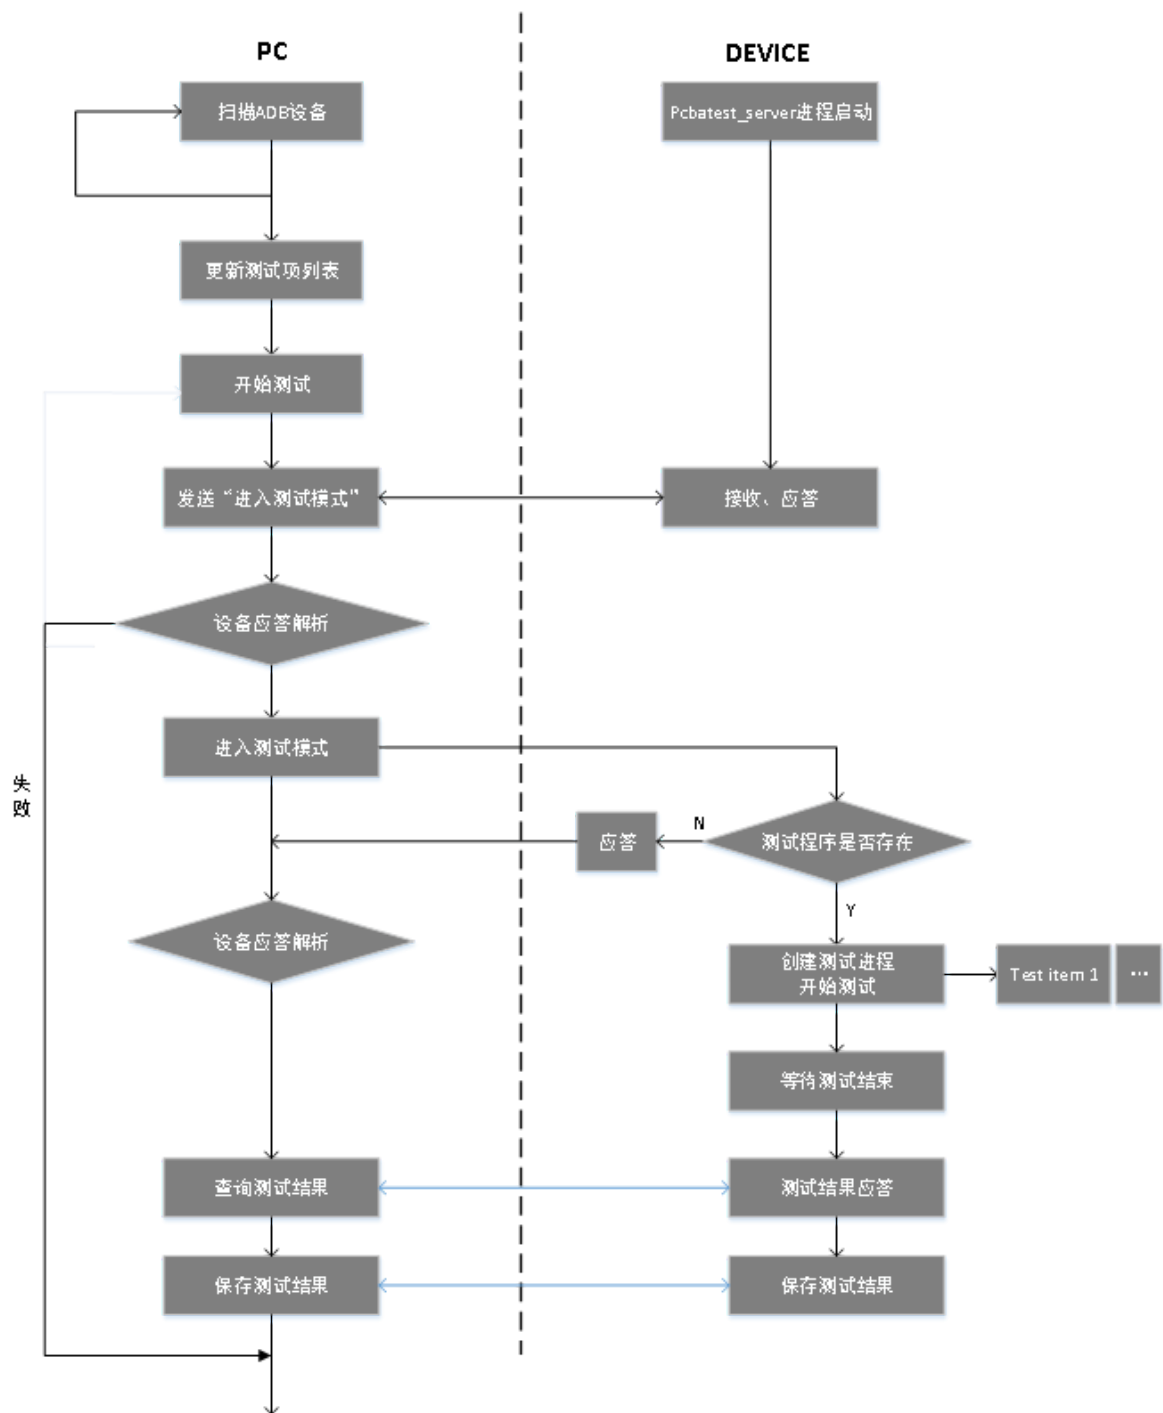 PC
DEVICE
扫描ADB设备
Pcbatest_server进程启动
更新测试项列表
开始测试
发送“进入测试模式”
接收、应答
设备应答解析
进入测试模式
失
败
N
应答
测试程序是否存在
Y
设备应答解析
创建测试进程
开始测试
Test item 1
...
等待测试结束
查询测试结果
测试结果应答
保存测试结果
保存测试结果